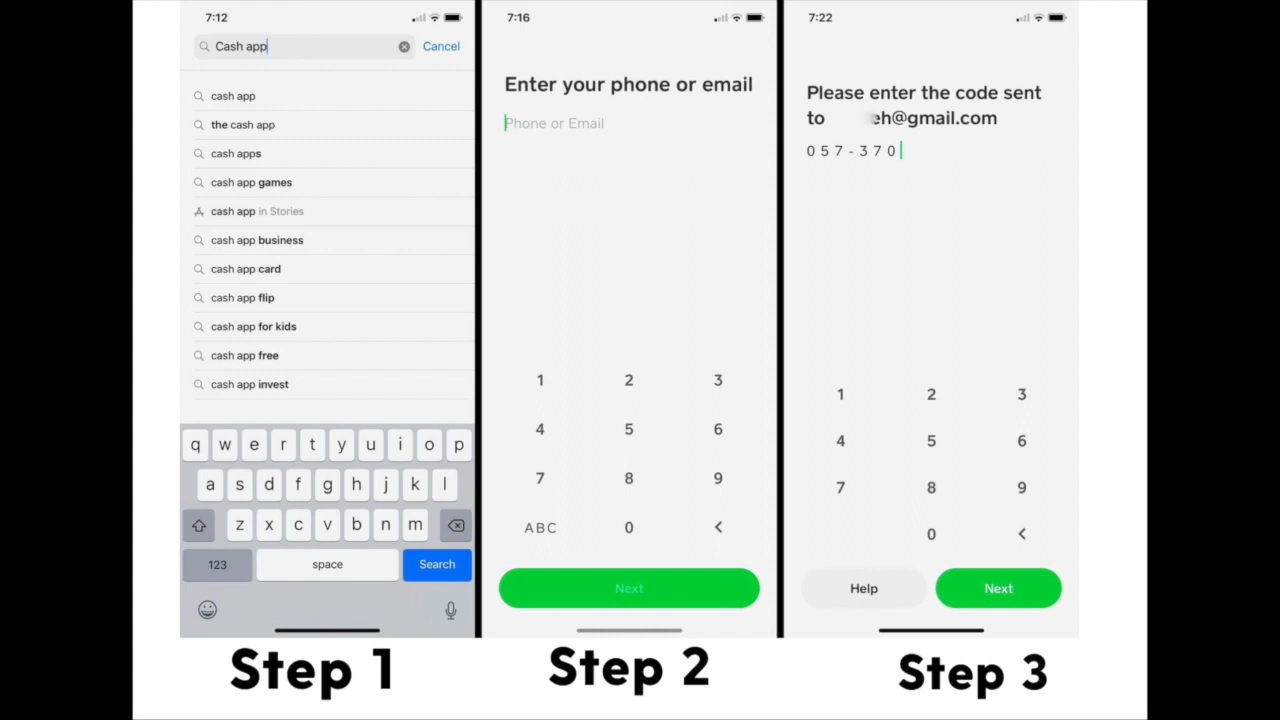 7:12
Cash app
Cancel
cash app
the cash app
cash apps
cash app games
cash app in Stories
cash app business
cash app card
cash app flip
cash app for kids
cash app free
cash app invest
q w e r t y u i o p
a s d f g h j k l
z x c v b n m
123
space
Search
Step 1
7:16
Enter your phone or email
Phone or Email
1 2 3
4 5 6
7 8 9
ABC 0
Next
Step 2
7:22
Please enter the code sent
to eh@gmail.com
057-370
1 2 3
4 5 6
7 8 9
0
Help
Next
Step 3